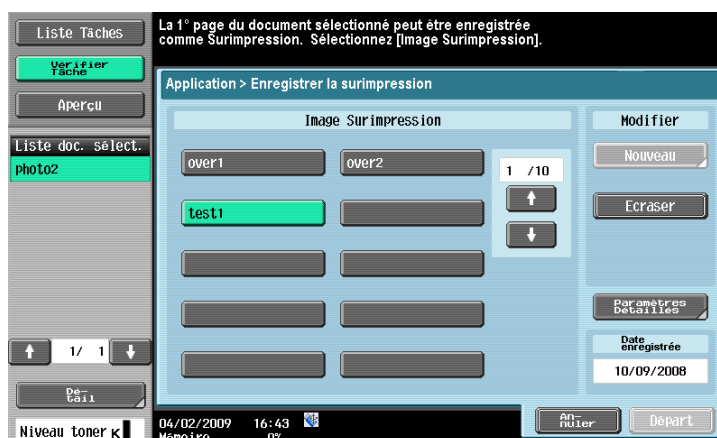 Liste Tâches
Vérifier
Tâche
Aperçu
Liste doc. sélect.
photo2
1/ 1
Dé-
tail
Niveau toner K
La 1° page du document sélectionné peut être enregistrée
comme Surimpression. Sélectionnez [Image Surimpression].
Application > Enregistrer la surimpression
Image Surimpression
over1
over2
test1
1 /10
Modifier
Nouveau
Ecraser
Paramètres
Détaillés
Date
enregistrée
10/09/2008
04/02/2009 16:43
Mémoire 0%
An-
nuler
Départ